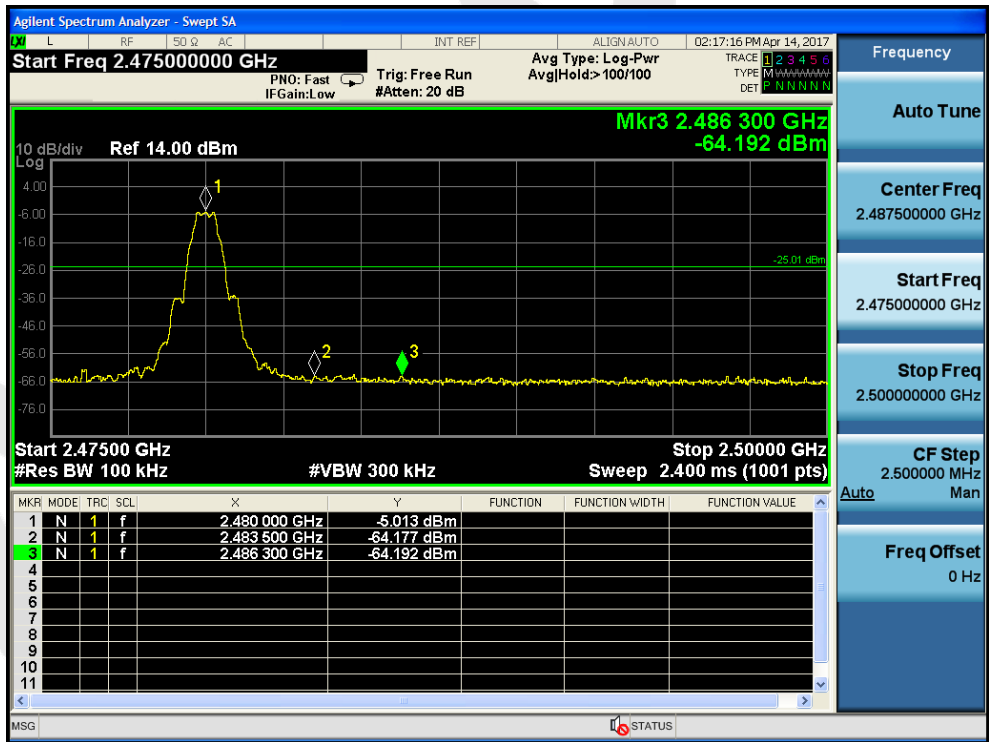 Agilent Spectrum Analyzer - Swept SA
LXI L RF 50 Ω AC INT REF ALIGN AUTO 02:17:16 PM Apr 14, 2017
Start Freq 2.475000000 GHz
PNO: Fast
IFGain:Low
Trig: Free Run
#Atten: 20 dB
Avg Type: Log-Pwr
Avg|Hold:>100/100
TRACE 1 2 3 4 5 6
TYPE M
DET P N N N N N
Mkr3 2.486 300 GHz
-64.192 dBm
10 dB/div Ref 14.00 dBm
Log
4.00
-6.00
-16.0
-26.0
-36.0
-46.0
-56.0
-66.0
-76.0
1
2
3
-25.01 dBm
Start 2.47500 GHz Stop 2.50000 GHz
#Res BW 100 kHz #VBW 300 kHz Sweep 2.400 ms (1001 pts)
MKR MODE TRC SCL X Y FUNCTION FUNCTION WIDTH FUNCTION VALUE
1 N 1 f 2.480 000 GHz -5.013 dBm
2 N 1 f 2.483 500 GHz -64.177 dBm
3 N 1 f 2.486 300 GHz -64.192 dBm
4
5
6
7
8
9
10
11
MSG STATUS
Frequency
Auto Tune
Center Freq
2.487500000 GHz
Start Freq
2.475000000 GHz
Stop Freq
2.500000000 GHz
CF Step
2.500000 MHz
Auto Man
Freq Offset
0 Hz